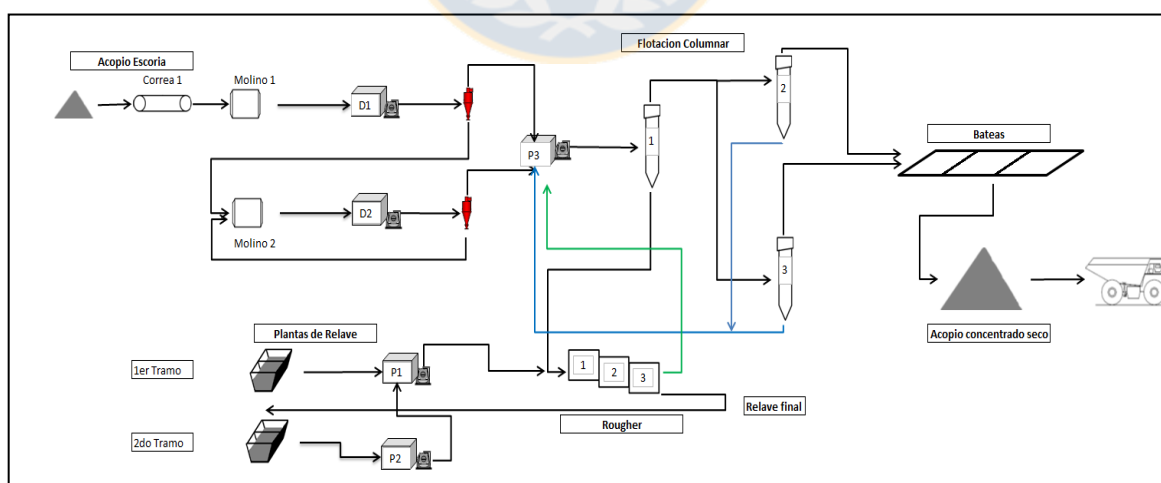 Acopio Escoria
Correa 1
Molino 1
D1
Flotacion Columnar
1
2
P3
Bateas
D2
Molino 2
3
Acopio concentrado seco
Plantas de Relave
1er Tramo
P1
1
2
3
Relave final
Rougher
2do Tramo
P2